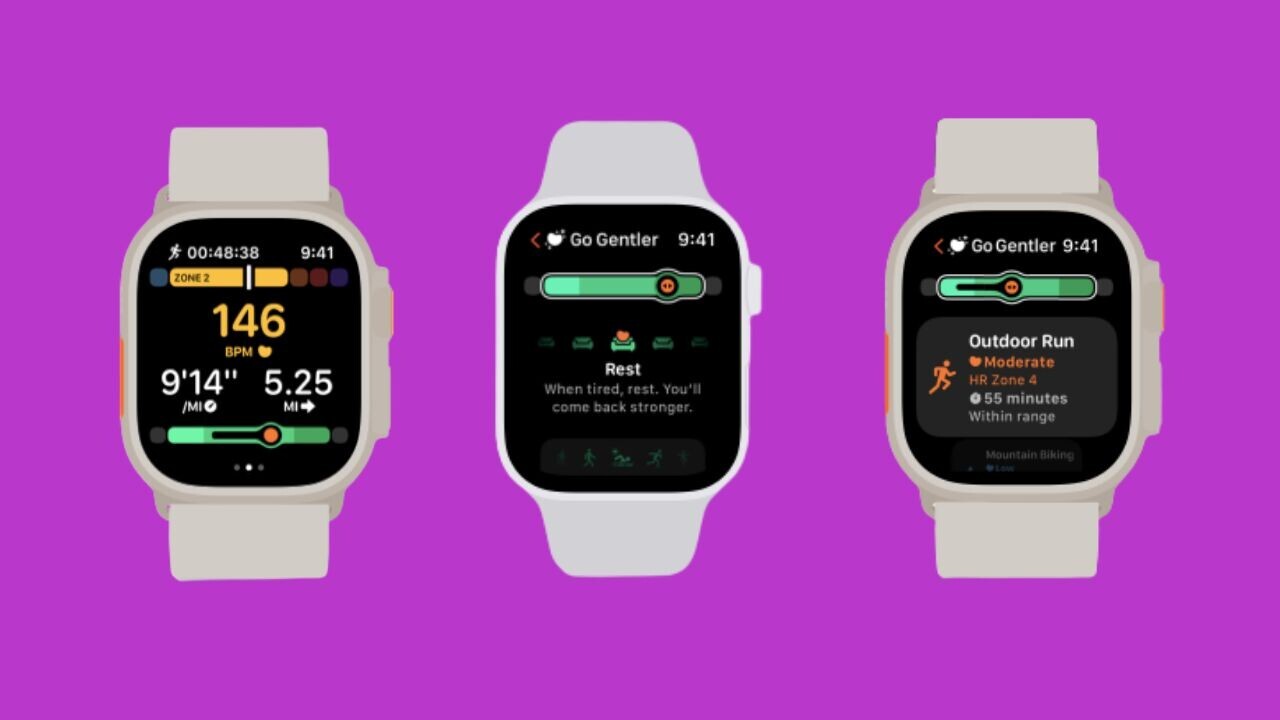 00:48:38 9:41
ZONE 2
146
BPM
9'14'' 5.25
/MI MI
Go Gentler 9:41
Rest
When tired, rest. You'll
come back stronger.
Go Gentler 9:41
Outdoor Run
Moderate
HR Zone 4
55 minutes
Within range
Mountain Biking
Low